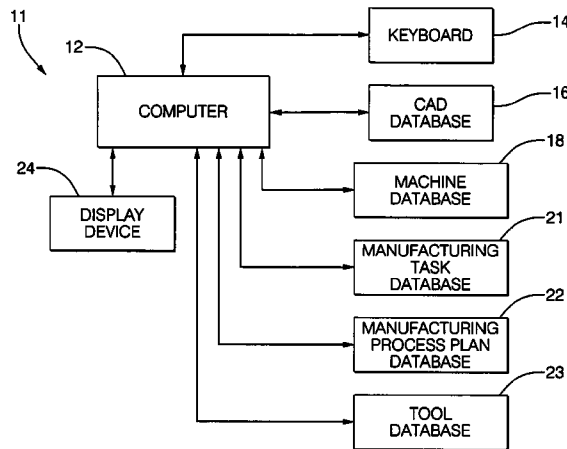 11
12
COMPUTER
KEYBOARD
14
CAD
DATABASE
16
24
DISPLAY
DEVICE
MACHINE
DATABASE
18
MANUFACTURING
TASK
DATABASE
21
MANUFACTURING
PROCESS PLAN
DATABASE
22
TOOL
DATABASE
23